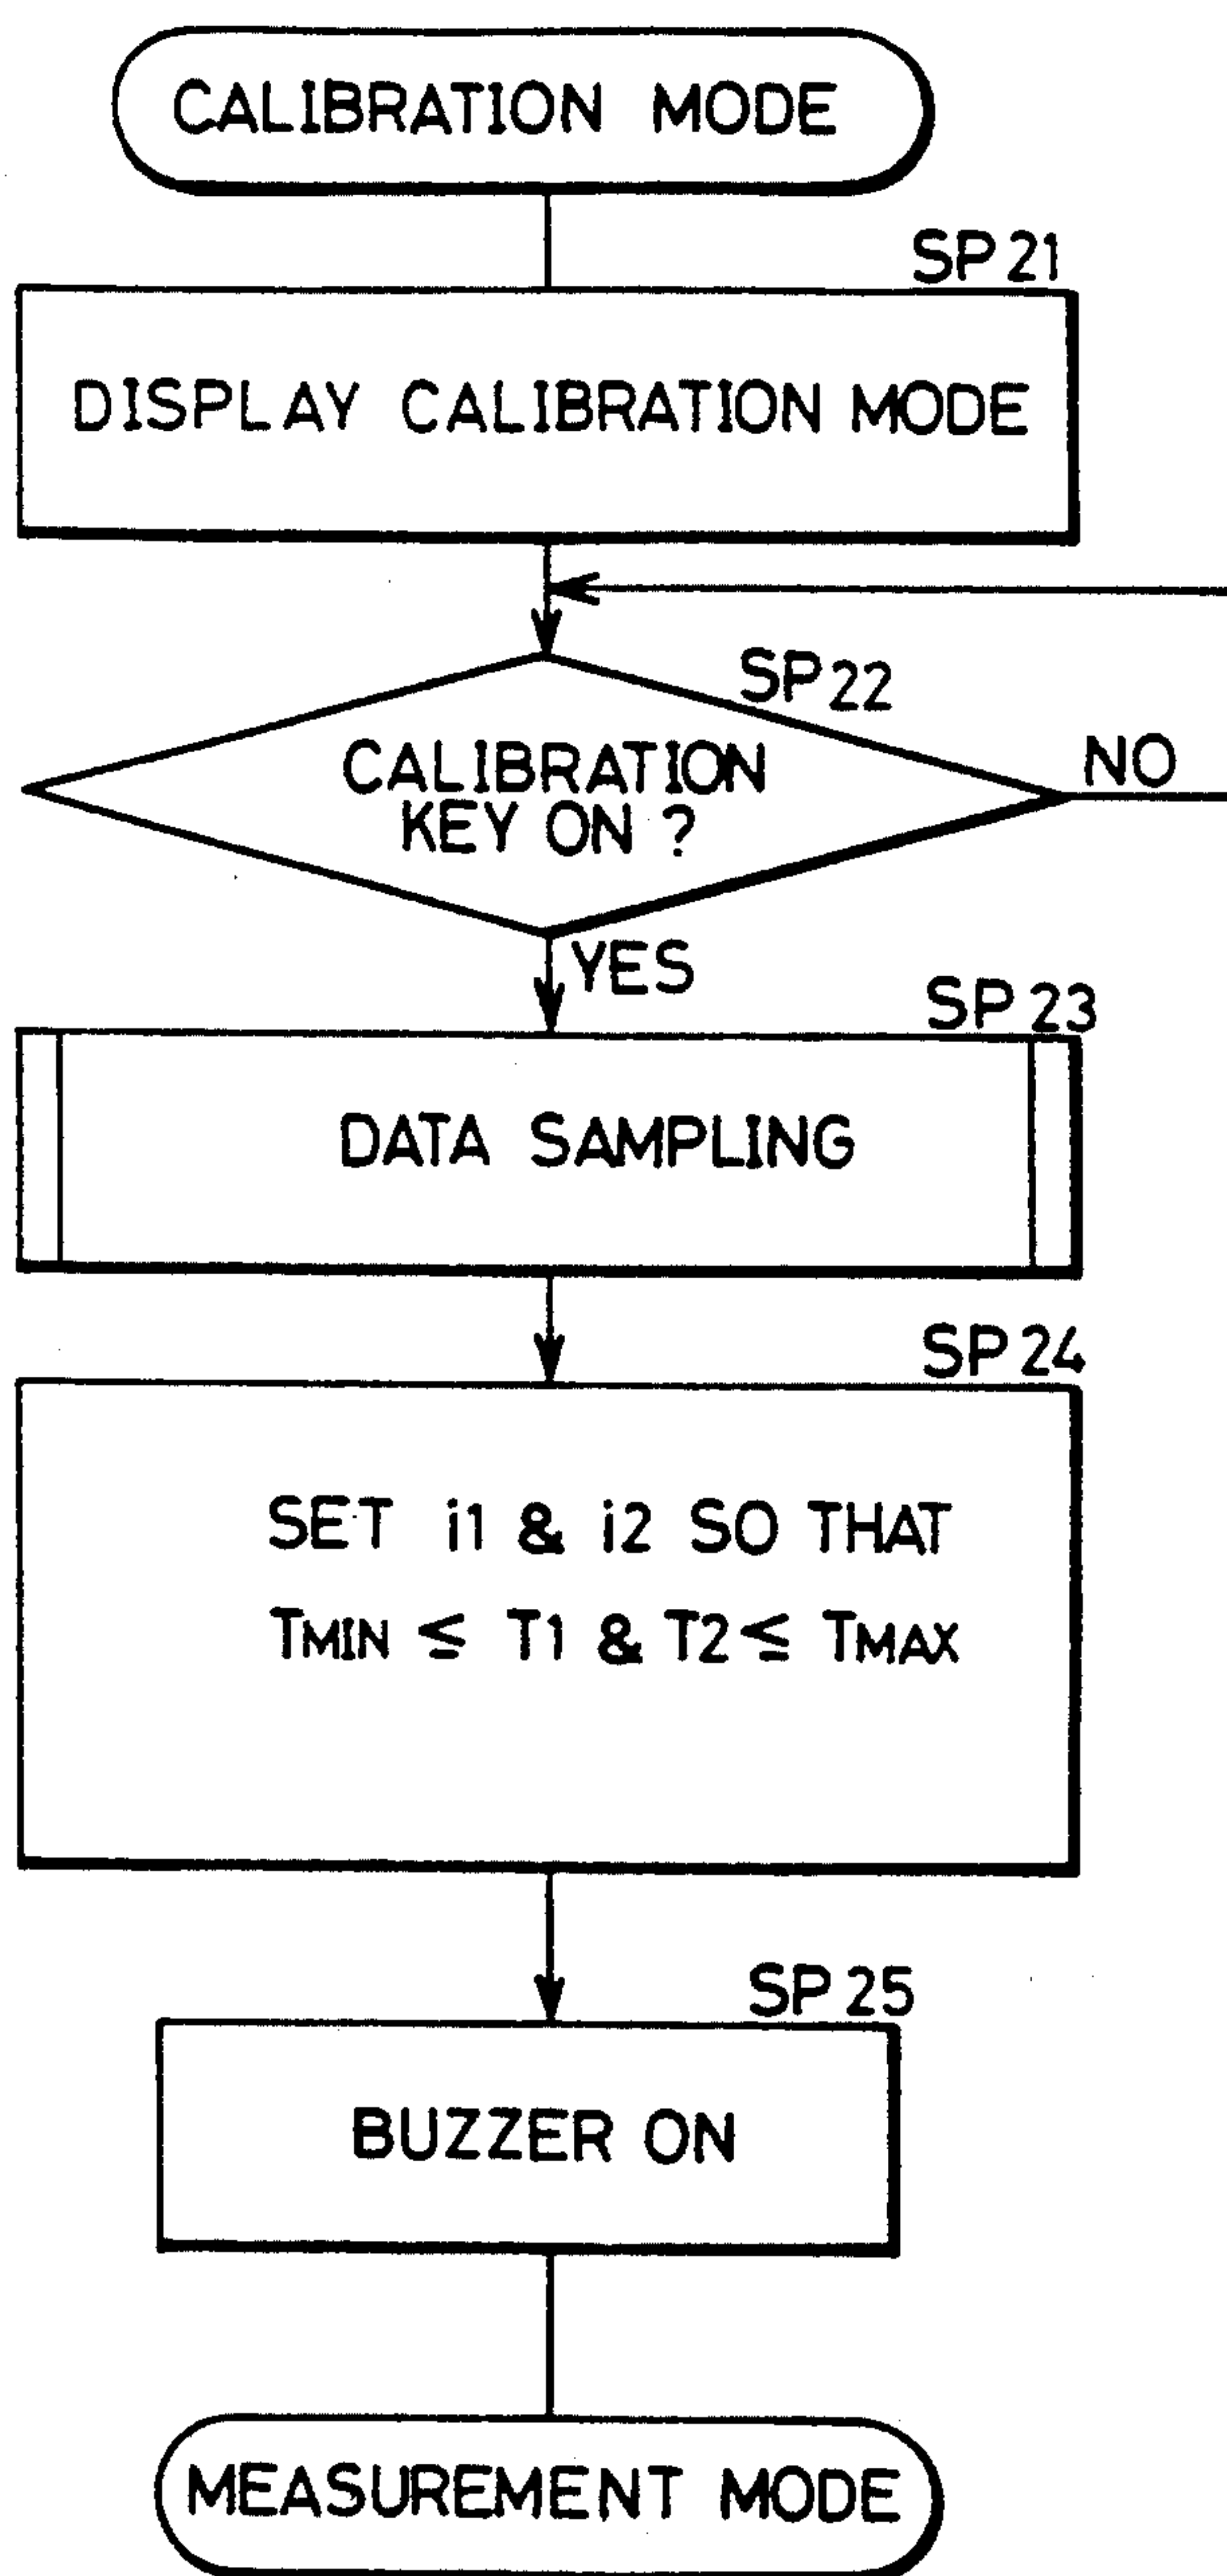 CALIBRATION MODE
SP21
DISPLAY CALIBRATION MODE
SP22
CALIBRATION
KEY ON ?
NO
YES
SP23
DATA SAMPLING
SP24
SET i1 & i2 SO THAT
TMIN ≦ T1 & T2 ≦ TMAX
SP25
BUZZER ON
MEASUREMENT MODE